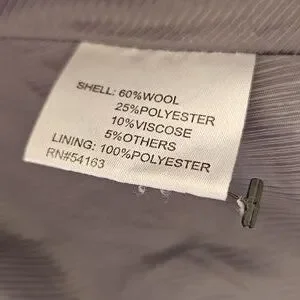 SHELL: 60%WOOL
25%POLYESTER
10%VISCOSE
5%OTHERS
LINING: 100%POLYESTER
RN#54163